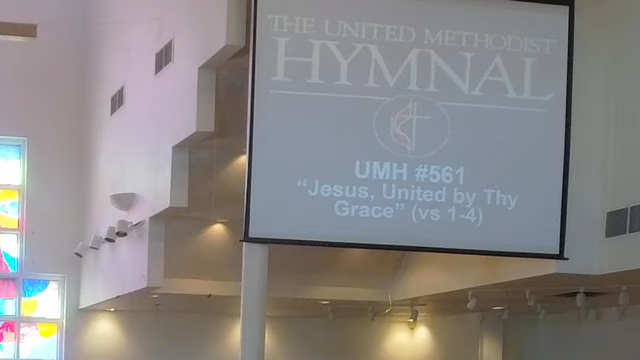 THE UNITED METHODIST
HYMNAL
UMH #561
“Jesus, United by Thy
Grace” (vs 1-4)